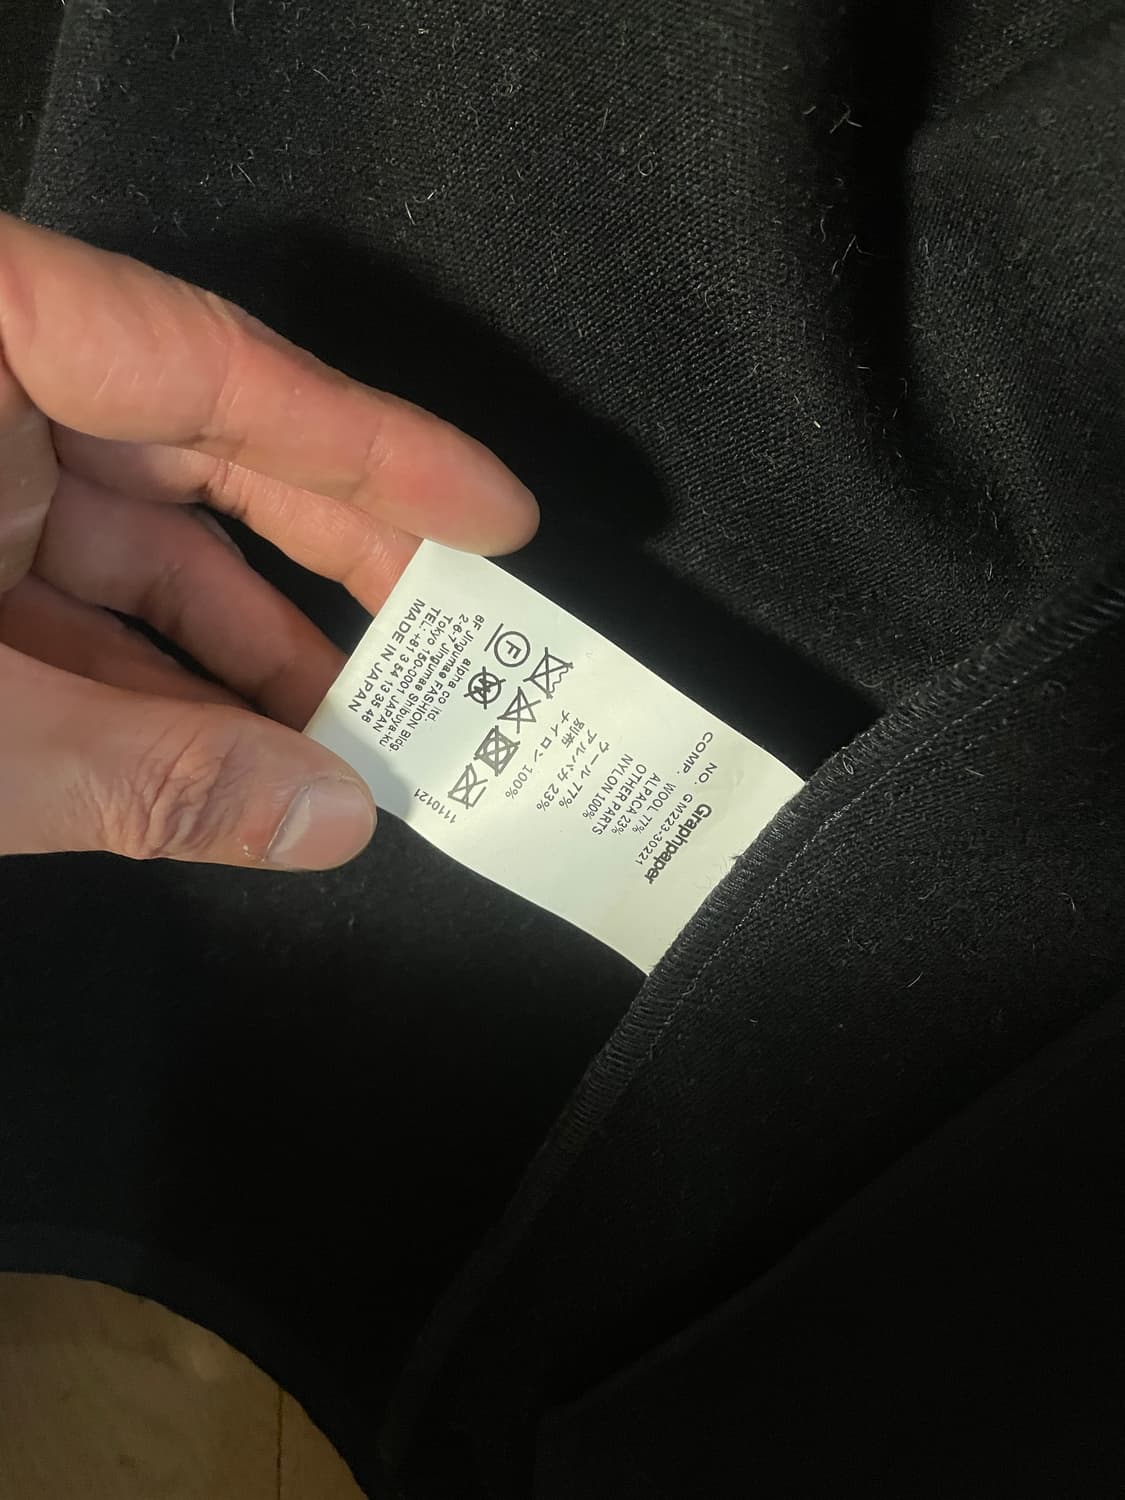 Graphpaper
NO. GM223-30221
COMP.
WOOL 77%
ALPACA 23%
OTHER PARTS
NYLON 100%
ウール 77%
アルパカ 23%
別布
ナイロン 100%
F
W
1110121
alpha co ltd.
6F Jingumae FASHION Bldg.
2-6-7 Jingumae Shibuya-ku
Tokyo 150-0001 JAPAN
TEL: +81 3 54 13 35 46
MADE IN JAPAN